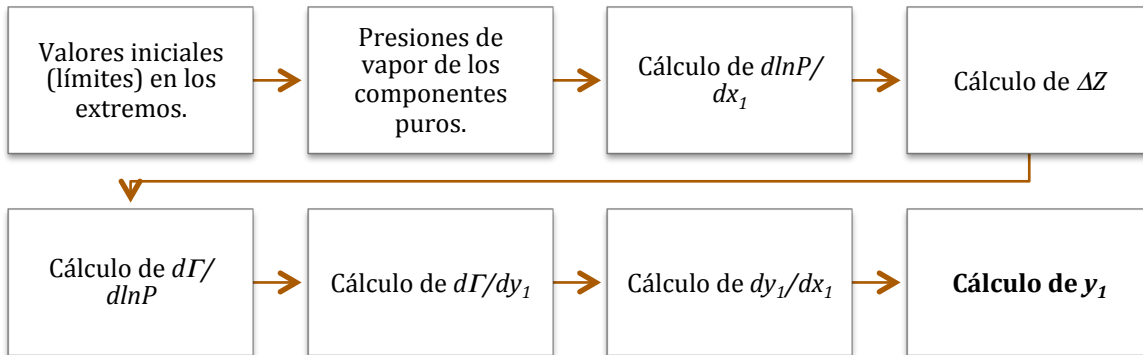 Valores iniciales
(límites) en los
extremos.
Presiones de
vapor de los
componentes
puros.
Cálculo de dlnP/
dx₁
Cálculo de ΔZ
Cálculo de dΓ/
dlnP
Cálculo de dΓ/dy₁
Cálculo de dy₁/dx₁
Cálculo de y₁